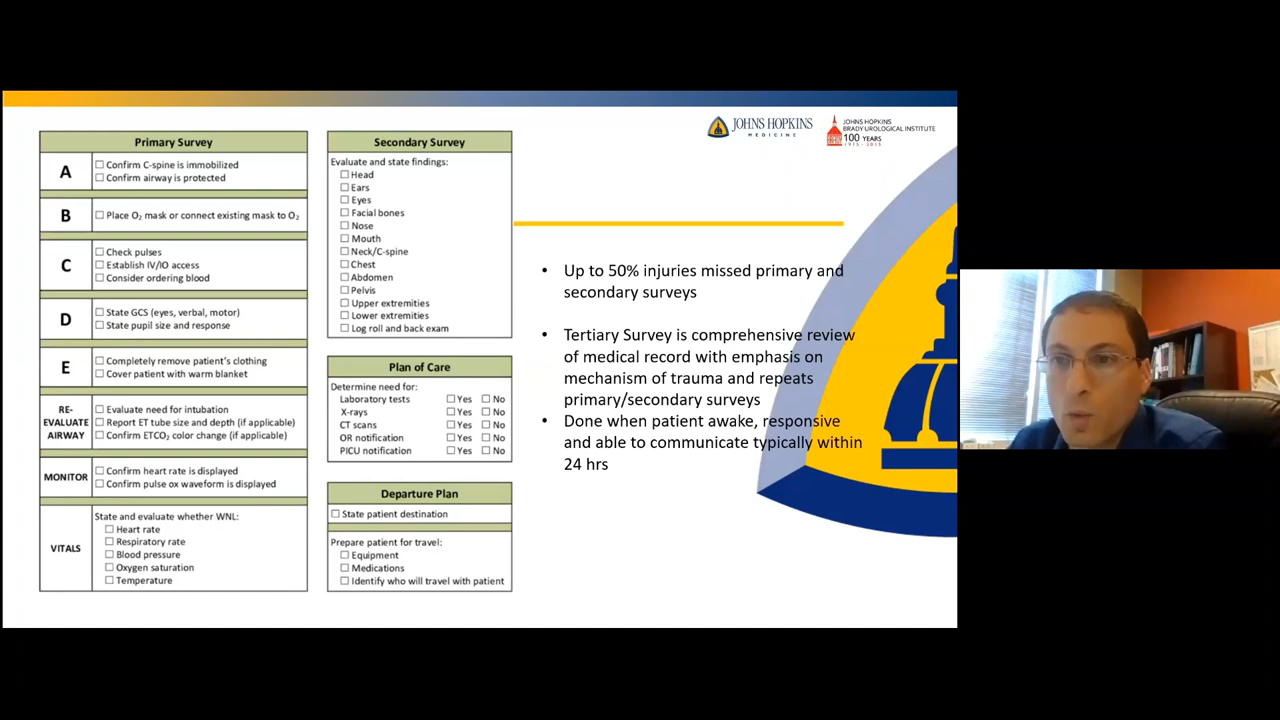 JOHNS HOPKINS
MEDICINE
JOHNS HOPKINS
BRADY UROLOGICAL INSTITUTE
100 YEARS
1915 - 2015
Primary Survey
A
☐ Confirm C-spine is immobilized
☐ Confirm airway is protected
B
☐ Place O₂ mask or connect existing mask to O₂
C
☐ Check pulses
☐ Establish IV/IO access
☐ Consider ordering blood
D
☐ State GCS (eyes, verbal, motor)
☐ State pupil size and response
E
☐ Completely remove patient's clothing
☐ Cover patient with warm blanket
RE-
EVALUATE
AIRWAY
☐ Evaluate need for intubation
☐ Report ET tube size and depth (if applicable)
☐ Confirm ETCO₂ color change (if applicable)
MONITOR
☐ Confirm heart rate is displayed
☐ Confirm pulse ox waveform is displayed
VITALS
State and evaluate whether WNL:
☐ Heart rate
☐ Respiratory rate
☐ Blood pressure
☐ Oxygen saturation
☐ Temperature
Secondary Survey
Evaluate and state findings:
☐ Head
☐ Ears
☐ Eyes
☐ Facial bones
☐ Nose
☐ Mouth
☐ Neck/C-spine
☐ Chest
☐ Abdomen
☐ Pelvis
☐ Upper extremities
☐ Lower extremities
☐ Log roll and back exam
Plan of Care
Determine need for:
Laboratory tests ☐ Yes ☐ No
X-rays ☐ Yes ☐ No
CT scans ☐ Yes ☐ No
OR notification ☐ Yes ☐ No
PICU notification ☐ Yes ☐ No
Departure Plan
☐ State patient destination
Prepare patient for travel:
☐ Equipment
☐ Medications
☐ Identify who will travel with patient
• Up to 50% injuries missed primary and
secondary surveys
• Tertiary Survey is comprehensive review
of medical record with emphasis on
mechanism of trauma and repeats
primary/secondary surveys
• Done when patient awake, responsive
and able to communicate typically within
24 hrs